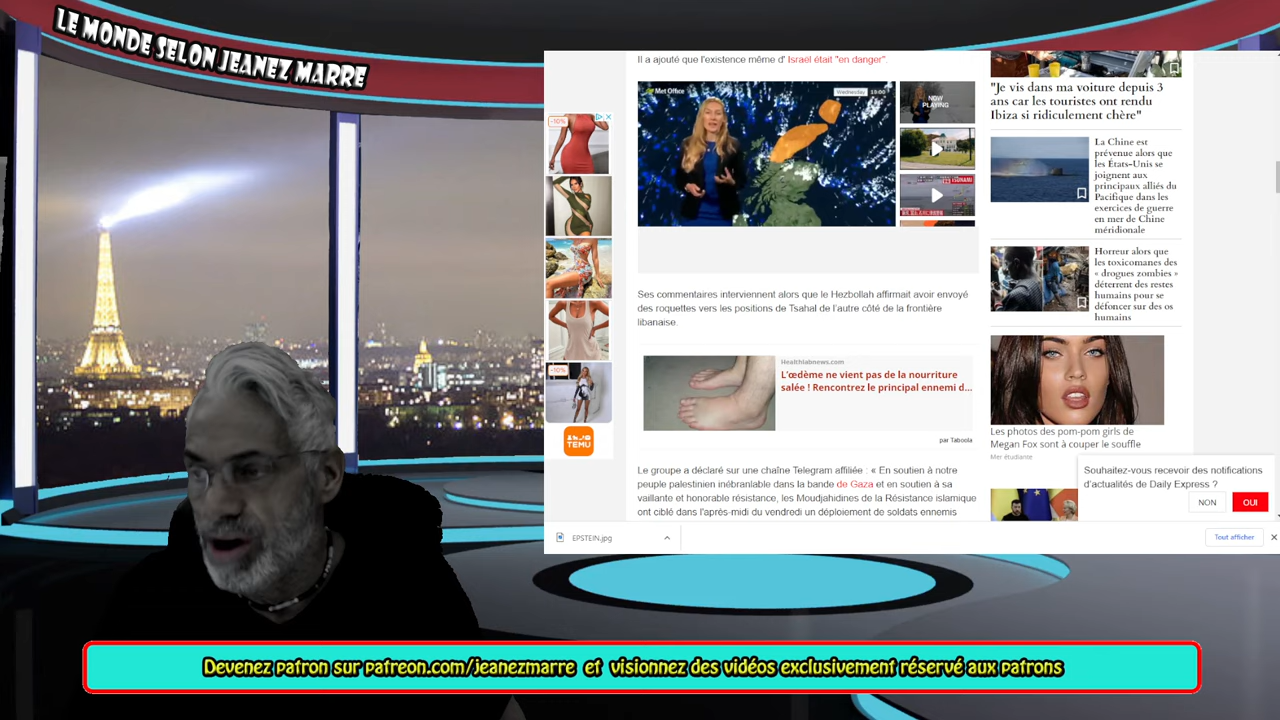 LE MONDE SELON JEANEZ MARRE
Il a ajouté que l'existence même d' Israël était "en danger".
Met Office
Wednesday 15:00
NOW
PLAYING
TSUNAMI
-10%
-10%
TEMU
"Je vis dans ma voiture depuis 3
ans car les touristes ont rendu
Ibiza si ridiculement chère"
La Chine est
prévenue alors que
les États-Unis se
joignent aux
principaux alliés du
Pacifique dans les
exercices de guerre
en mer de Chine
méridionale
Horreur alors que
les toxicomanes des
« drogues zombies »
déterrent des restes
humains pour se
défoncer sur des os
humains
Ses commentaires interviennent alors que le Hezbollah affirmait avoir envoyé
des roquettes vers les positions de Tsahal de l'autre côté de la frontière
libanaise.
Healthlabnews.com
L'œdème ne vient pas de la nourriture
salée ! Rencontrez le principal ennemi d...
par Taboola
Les photos des pom-pom girls de
Megan Fox sont à couper le souffle
Mer étudiante
Le groupe a déclaré sur une chaîne Telegram affiliée : « En soutien à notre
peuple palestinien inébranlable dans la bande de Gaza et en soutien à sa
vaillante et honorable résistance, les Moudjahidines de la Résistance islamique
ont ciblé dans l'après-midi du vendredi un déploiement de soldats ennemis
Souhaitez-vous recevoir des notifications
d'actualités de Daily Express ?
NON
OUI
EPSTEIN.jpg
Tout afficher
Devenez patron sur patreon.com/jeanezmarre et visionnez des vidéos exclusivement réservé aux patrons